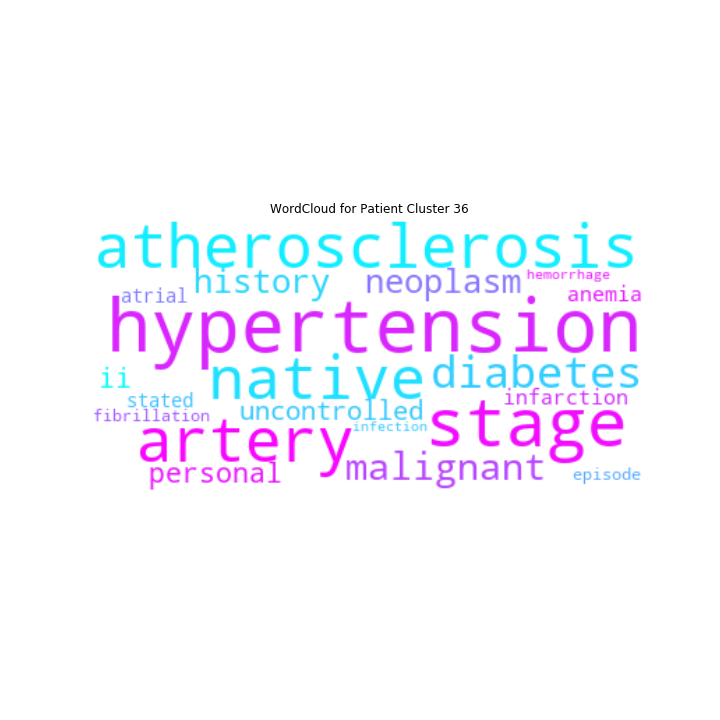 WordCloud for Patient Cluster 36
atherosclerosis
history neoplasm hemorrhage
atrial anemia
hypertension
native diabetes
ii
stated uncontrolled infarction
fibrillation infection stage
artery
personal malignant episode